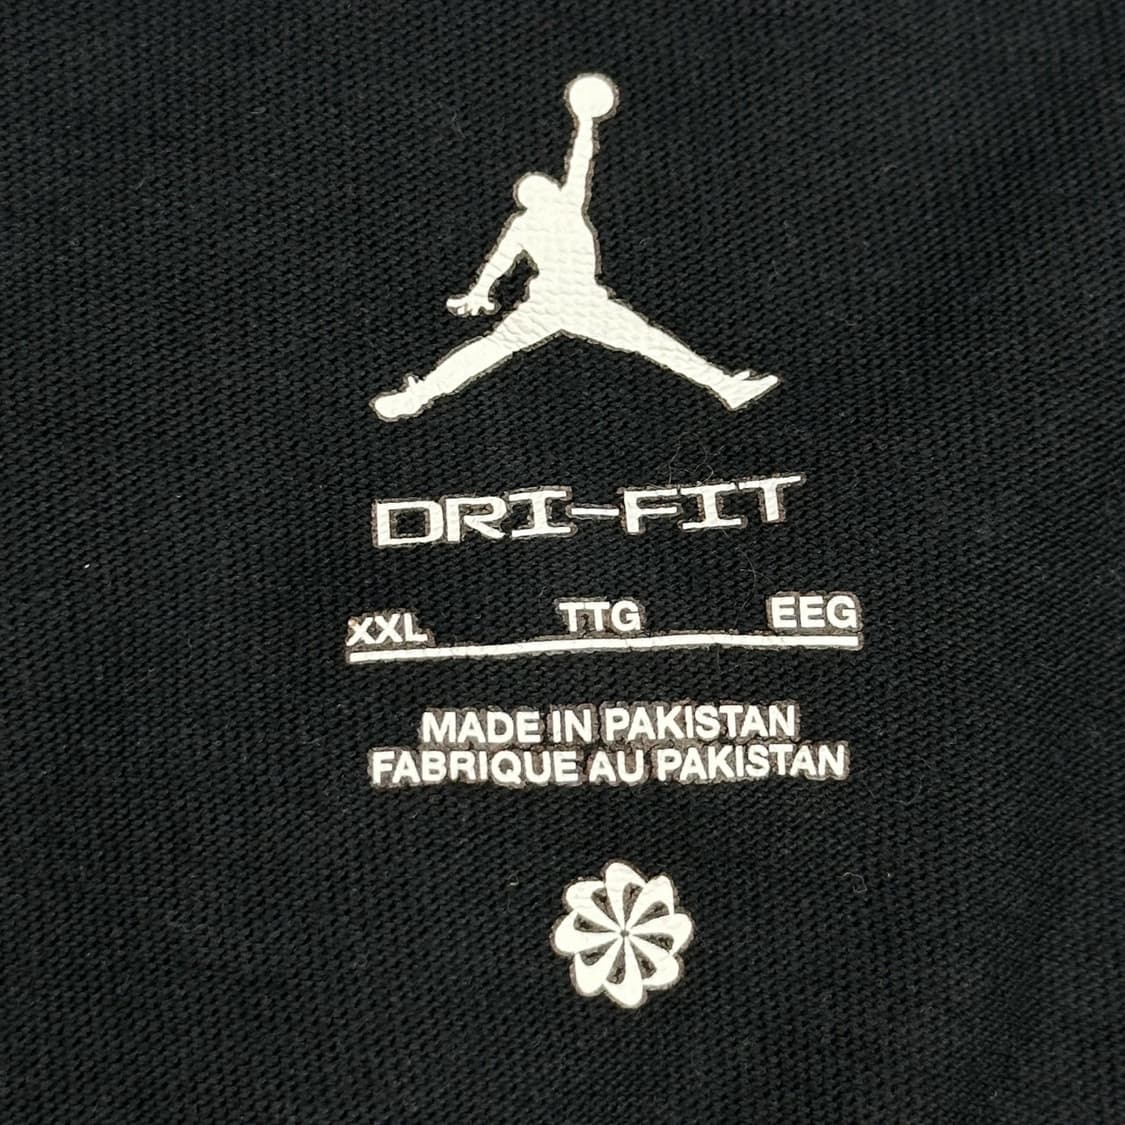 DRI-FIT
XXL TTG EEG
MADE IN PAKISTAN
FABRIQUE AU PAKISTAN